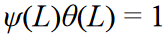 ψ(L)θ(L) = 1